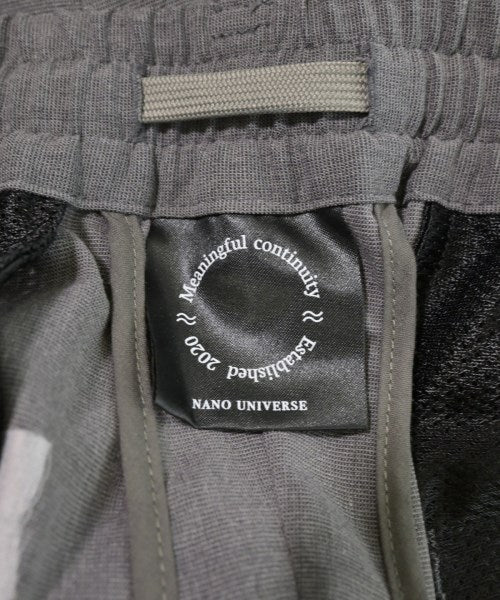 Meaningful continuity
≈ ≈
Established 2020
NANO UNIVERSE